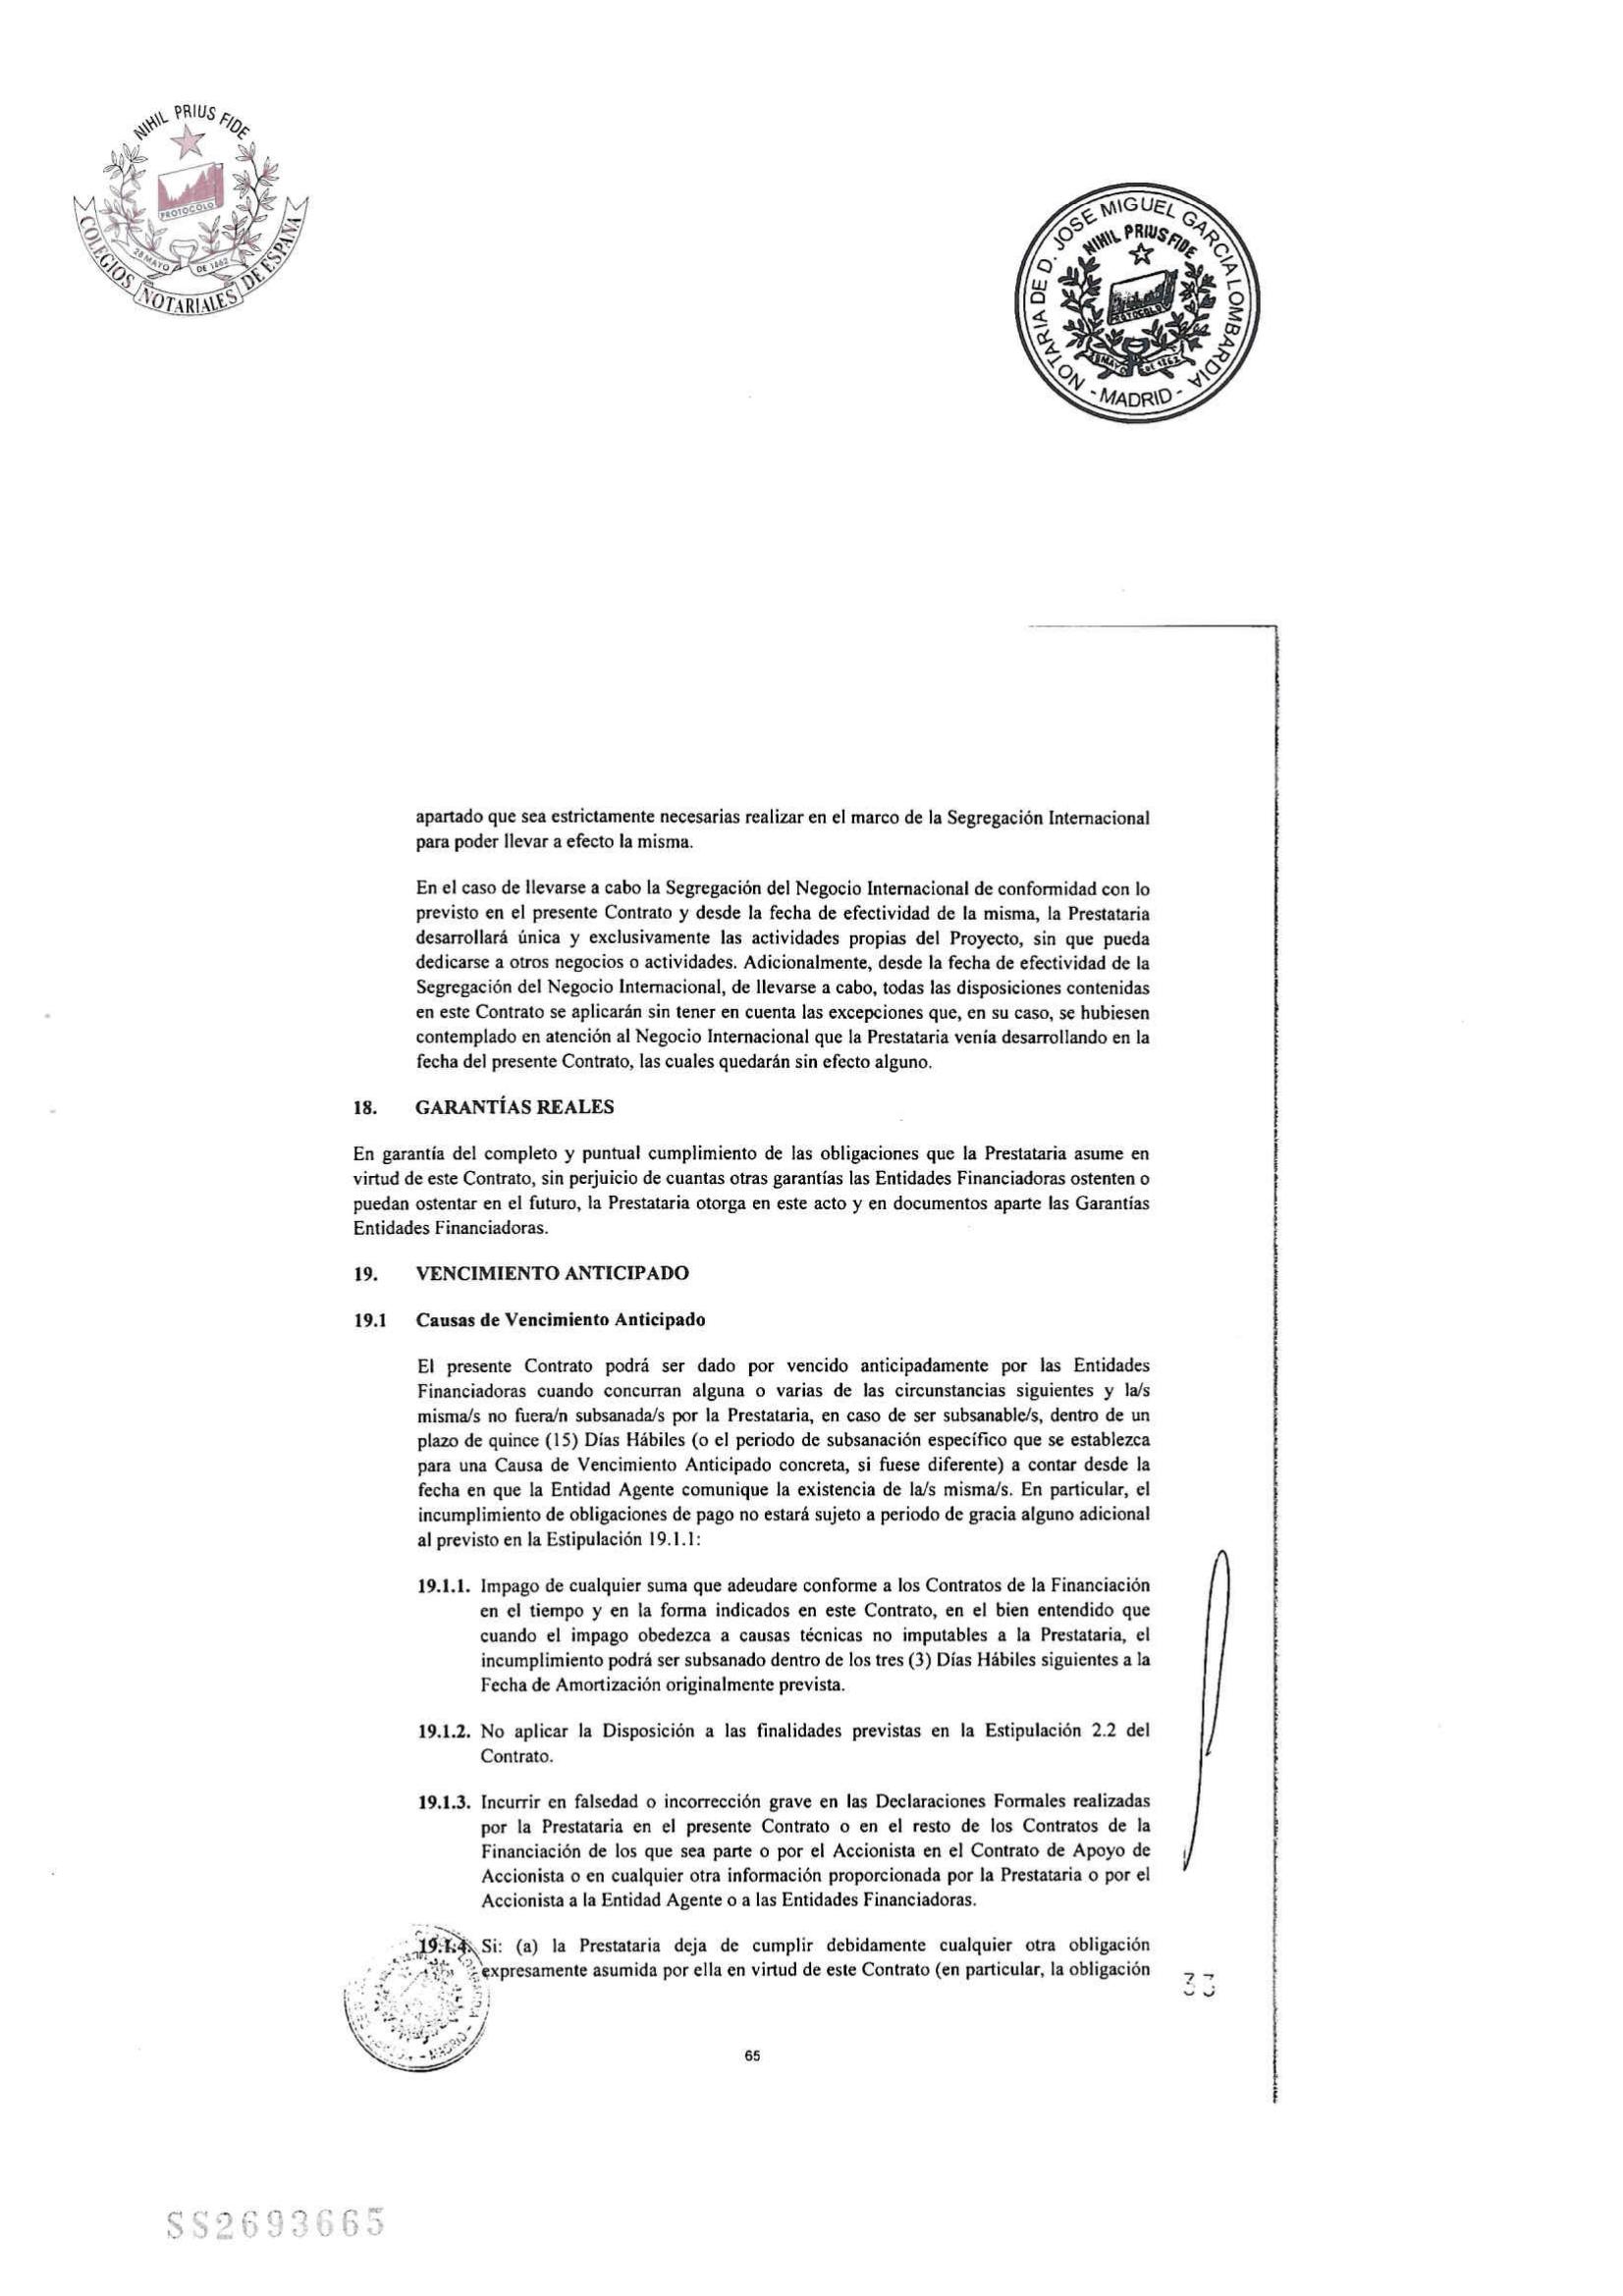 NIHIL PRIUS FIDE
PROTOCOLO
28 MAYO DE 1862
COLEGIOS NOTARIALES DE ESPAÑA
NOTARIA DE D. JOSE MIGUEL GARCIA LOMBARDIA
NIHIL PRIUS FIDE
PROTOCOLO
28 MAYO DE 1862
- MADRID -
apartado que sea estrictamente necesarias realizar en el marco de la Segregación Internacional
para poder llevar a efecto la misma.
En el caso de llevarse a cabo la Segregación del Negocio Internacional de conformidad con lo
previsto en el presente Contrato y desde la fecha de efectividad de la misma, la Prestataria
desarrollará única y exclusivamente las actividades propias del Proyecto, sin que pueda
dedicarse a otros negocios o actividades. Adicionalmente, desde la fecha de efectividad de la
Segregación del Negocio Internacional, de llevarse a cabo, todas las disposiciones contenidas
en este Contrato se aplicarán sin tener en cuenta las excepciones que, en su caso, se hubiesen
contemplado en atención al Negocio Internacional que la Prestataria venía desarrollando en la
fecha del presente Contrato, las cuales quedarán sin efecto alguno.
18. GARANTÍAS REALES
En garantía del completo y puntual cumplimiento de las obligaciones que la Prestataria asume en
virtud de este Contrato, sin perjuicio de cuantas otras garantías las Entidades Financiadoras ostenten o
puedan ostentar en el futuro, la Prestataria otorga en este acto y en documentos aparte las Garantías
Entidades Financiadoras.
19. VENCIMIENTO ANTICIPADO
19.1 Causas de Vencimiento Anticipado
El presente Contrato podrá ser dado por vencido anticipadamente por las Entidades
Financiadoras cuando concurran alguna o varias de las circunstancias siguientes y la/s
misma/s no fuera/n subsanada/s por la Prestataria, en caso de ser subsanable/s, dentro de un
plazo de quince (15) Días Hábiles (o el periodo de subsanación específico que se establezca
para una Causa de Vencimiento Anticipado concreta, si fuese diferente) a contar desde la
fecha en que la Entidad Agente comunique la existencia de la/s misma/s. En particular, el
incumplimiento de obligaciones de pago no estará sujeto a periodo de gracia alguno adicional
al previsto en la Estipulación 19.1.1:
19.1.1. Impago de cualquier suma que adeudare conforme a los Contratos de la Financiación
en el tiempo y en la forma indicados en este Contrato, en el bien entendido que
cuando el impago obedezca a causas técnicas no imputables a la Prestataria, el
incumplimiento podrá ser subsanado dentro de los tres (3) Días Hábiles siguientes a la
Fecha de Amortización originalmente prevista.
19.1.2. No aplicar la Disposición a las finalidades previstas en la Estipulación 2.2 del
Contrato.
19.1.3. Incurrir en falsedad o incorrección grave en las Declaraciones Formales realizadas
por la Prestataria en el presente Contrato o en el resto de los Contratos de la
Financiación de los que sea parte o por el Accionista en el Contrato de Apoyo de
Accionista o en cualquier otra información proporcionada por la Prestataria o por el
Accionista a la Entidad Agente o a las Entidades Financiadoras.
19.1.4. Si: (a) la Prestataria deja de cumplir debidamente cualquier otra obligación
expresamente asumida por ella en virtud de este Contrato (en particular, la obligación
33
- MADRID -
65
SS2693665